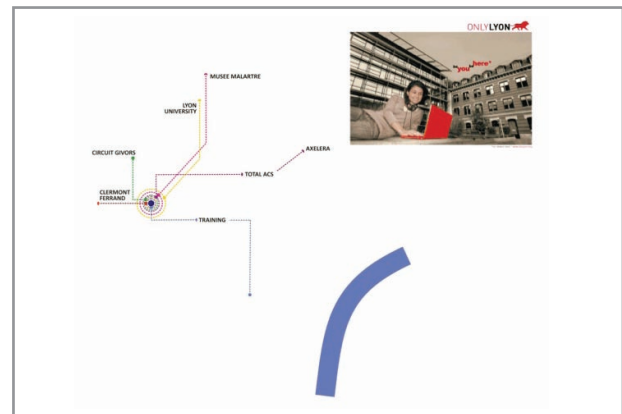 ONLYLYON
"you" here"
MUSEE MALARTRE
LYON
UNIVERSITY
CIRCUIT GIVORS
AXELERA
TOTAL ACS
CLERMONT
FERRAND
TRAINING